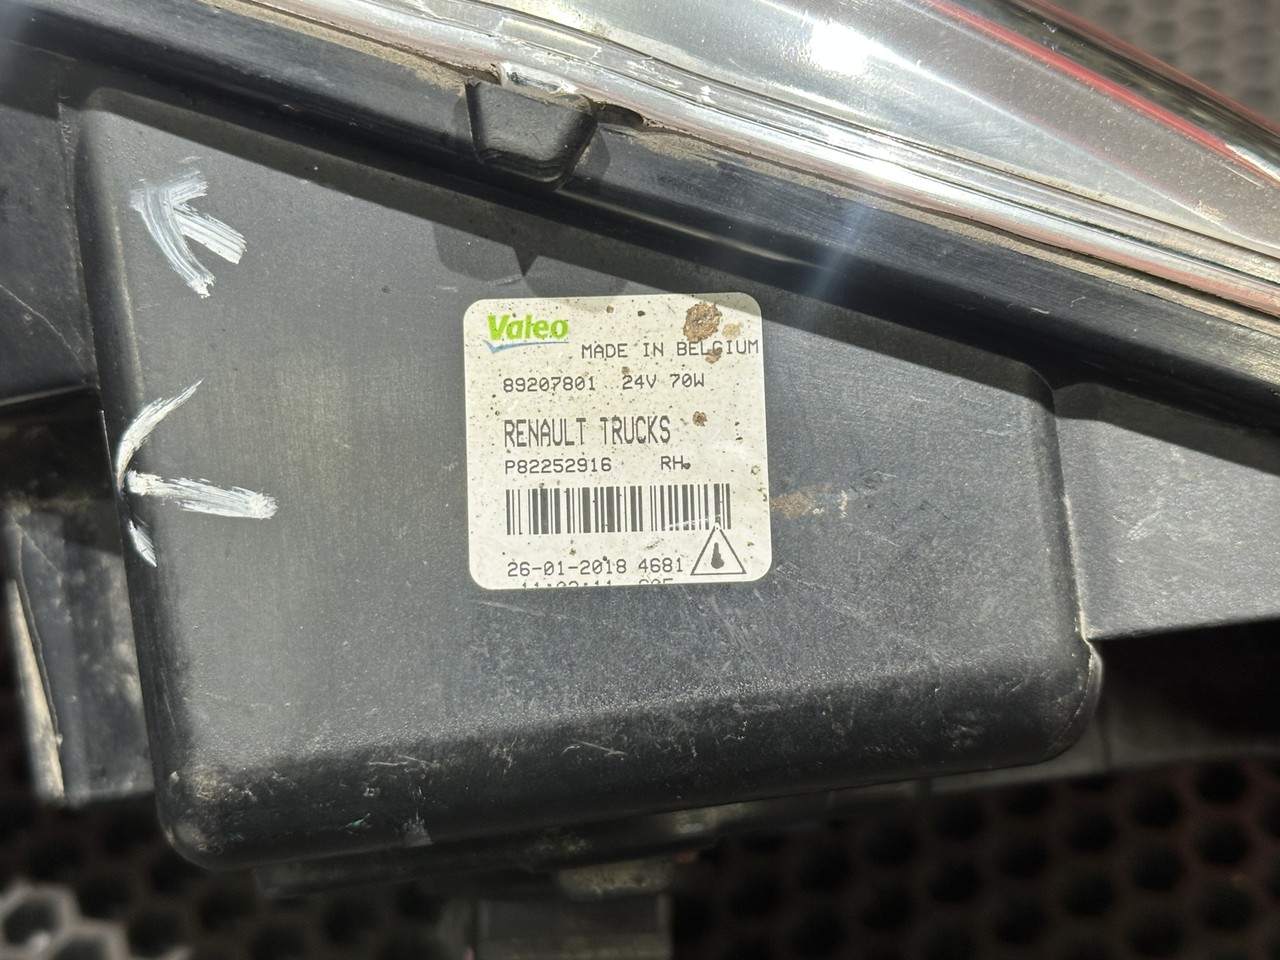 Valeo
MADE IN BELGIUM
89207801 24V 70W
RENAULT TRUCKS
P82252916 RH
26-01-2018 4681